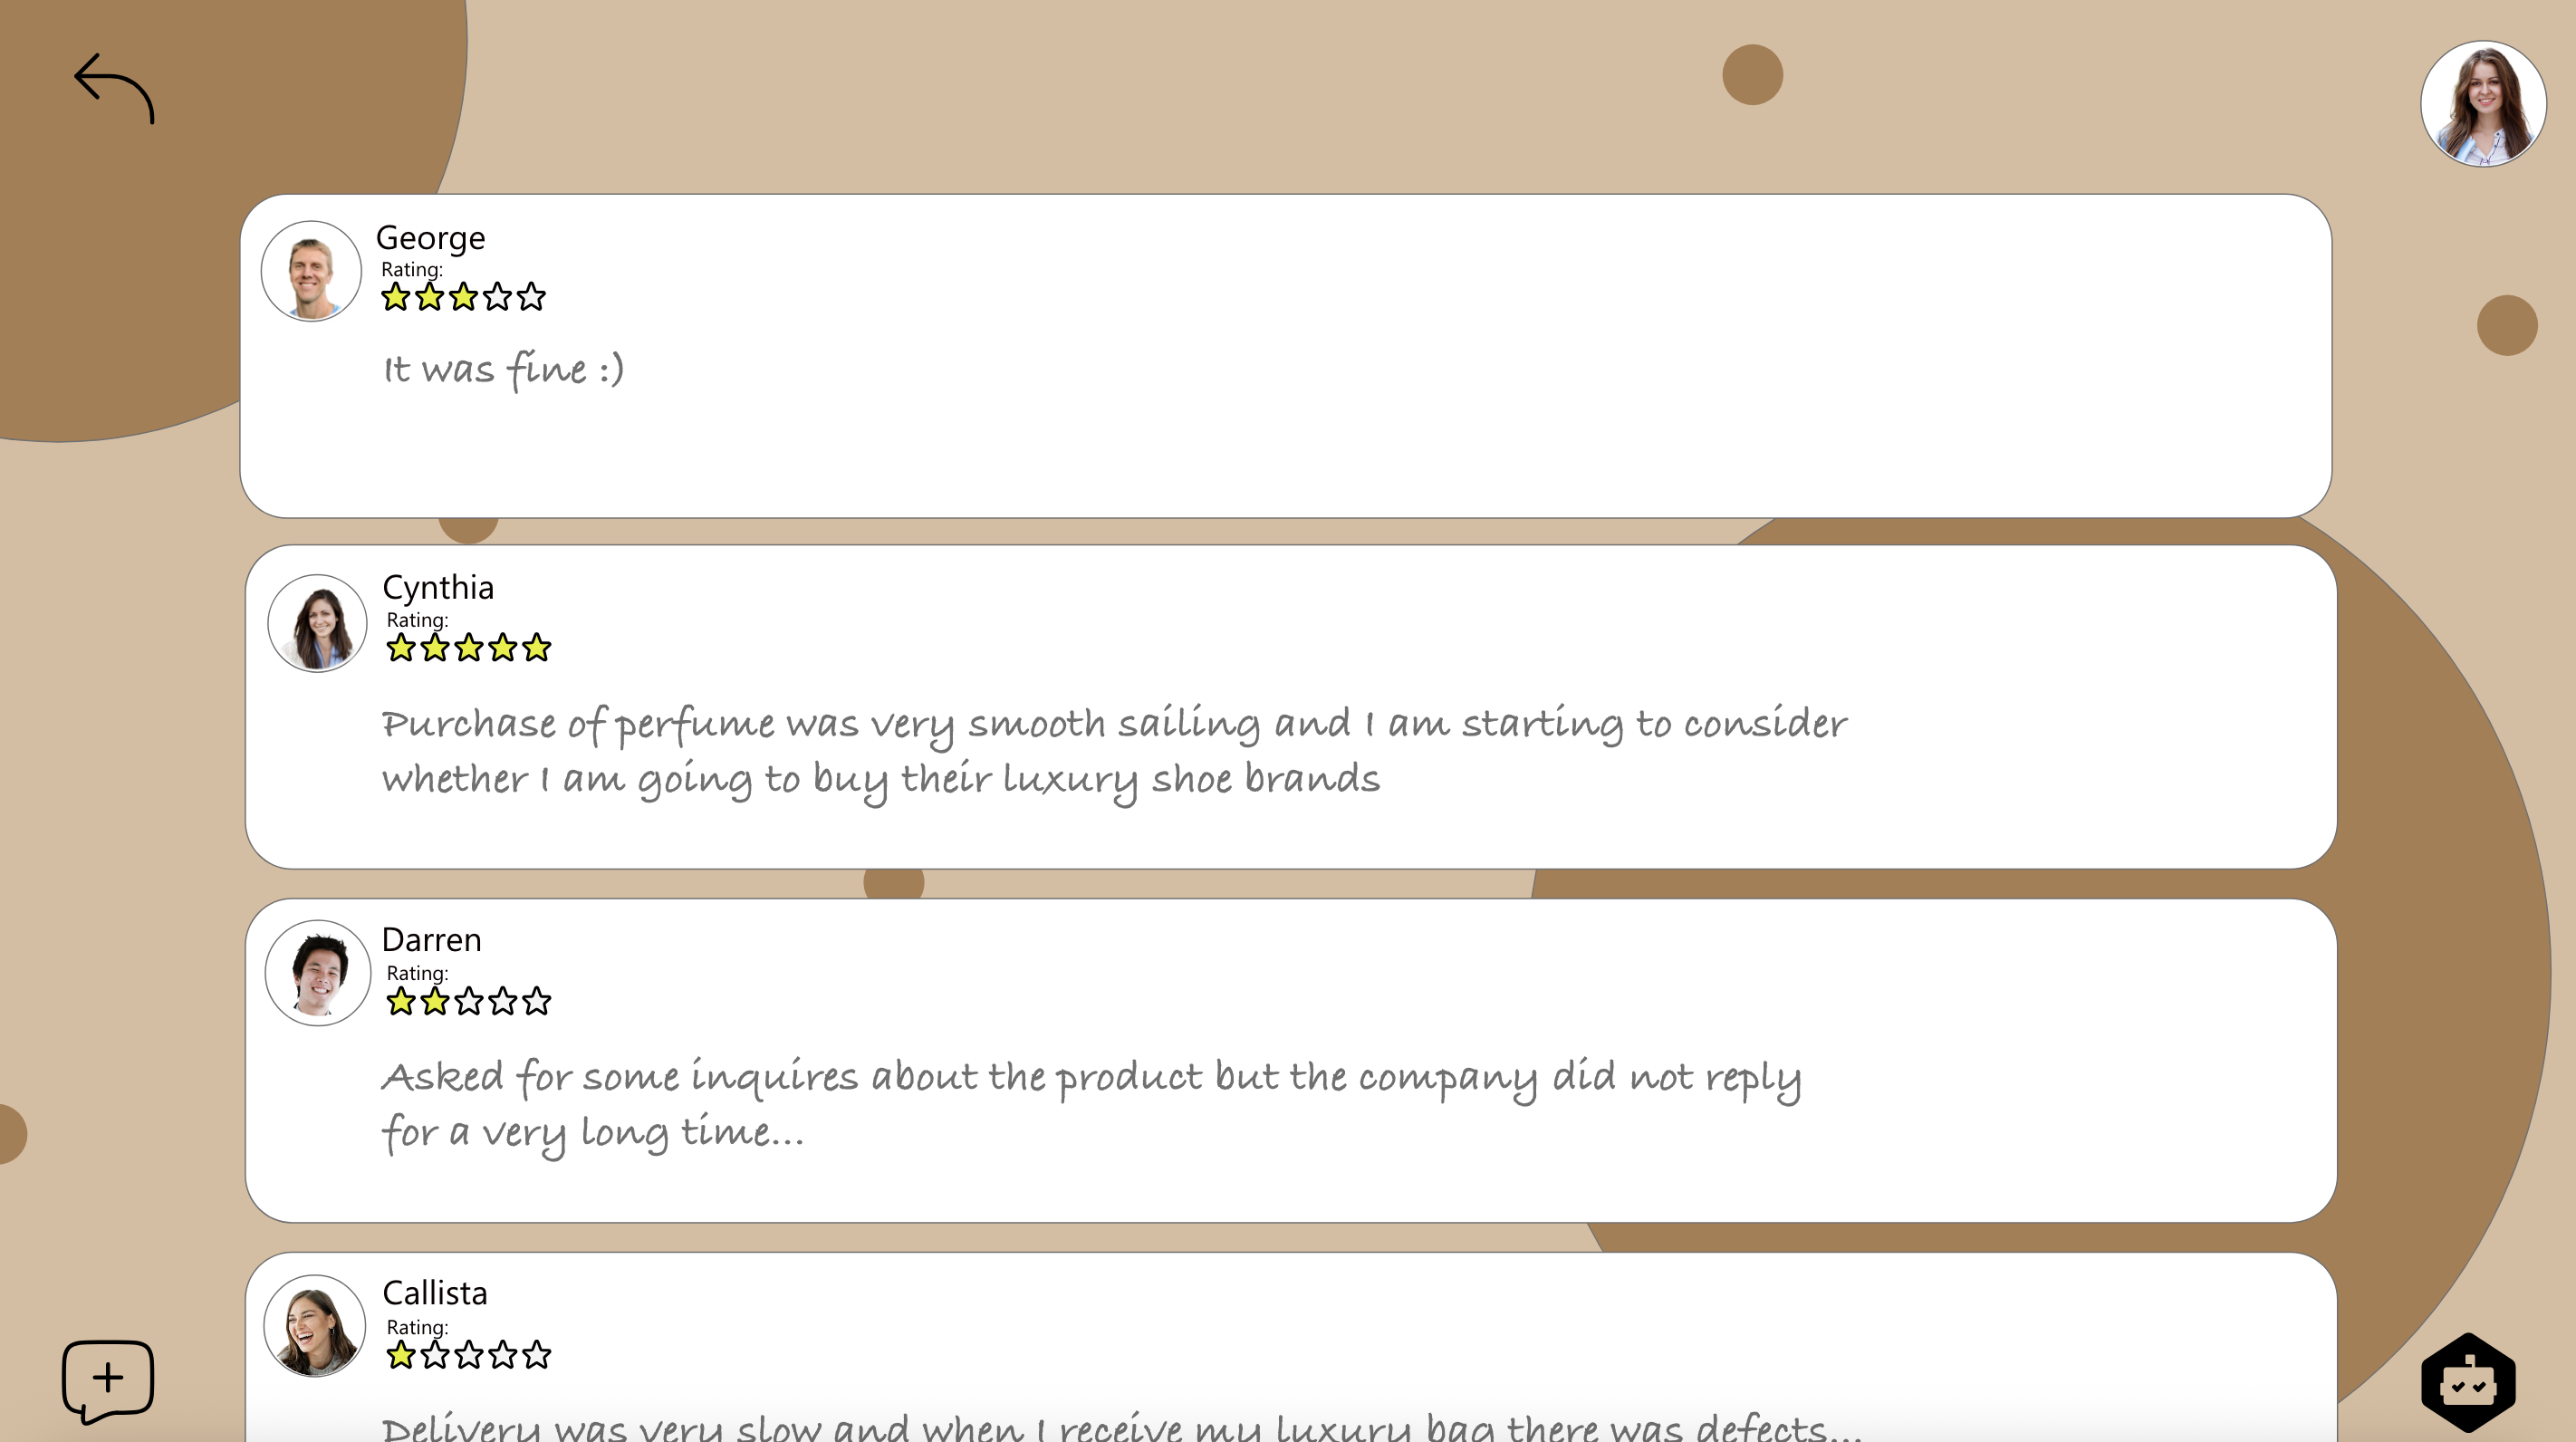 George
Rating:
It was fine :)
Cynthia
Rating:
Purchase of perfume was very smooth sailing and I am starting to consider
whether I am going to buy their luxury shoe brands
Darren
Rating:
Asked for some inquires about the product but the company did not reply
for a very long time...
Callista
Rating:
Delivery was very slow and when I receive my luxury bag there was defects...